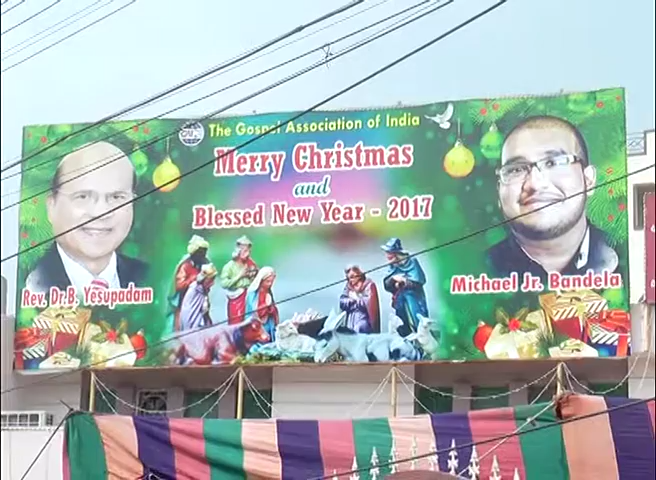 The Gospel Association of India
Merry Christmas
and
Blessed New Year - 2017
Rev. Dr.B. Yesupadam
Michael Jr. Bandela